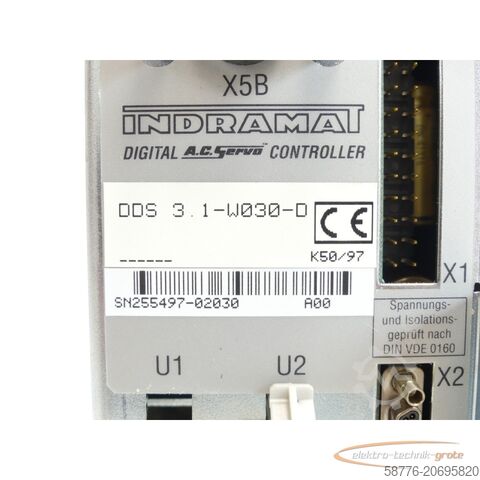 X5B
INDRAMAT
DIGITAL A.C. Servo™ CONTROLLER
DDS 3.1-W030-D
CE
------
K50/97
SN255497-02030 A00
X1
Spannungs-
und Isolations-
geprüft nach
DIN VDE 0160
U1 U2
X2
elektro-technik-grote
58776-20695820